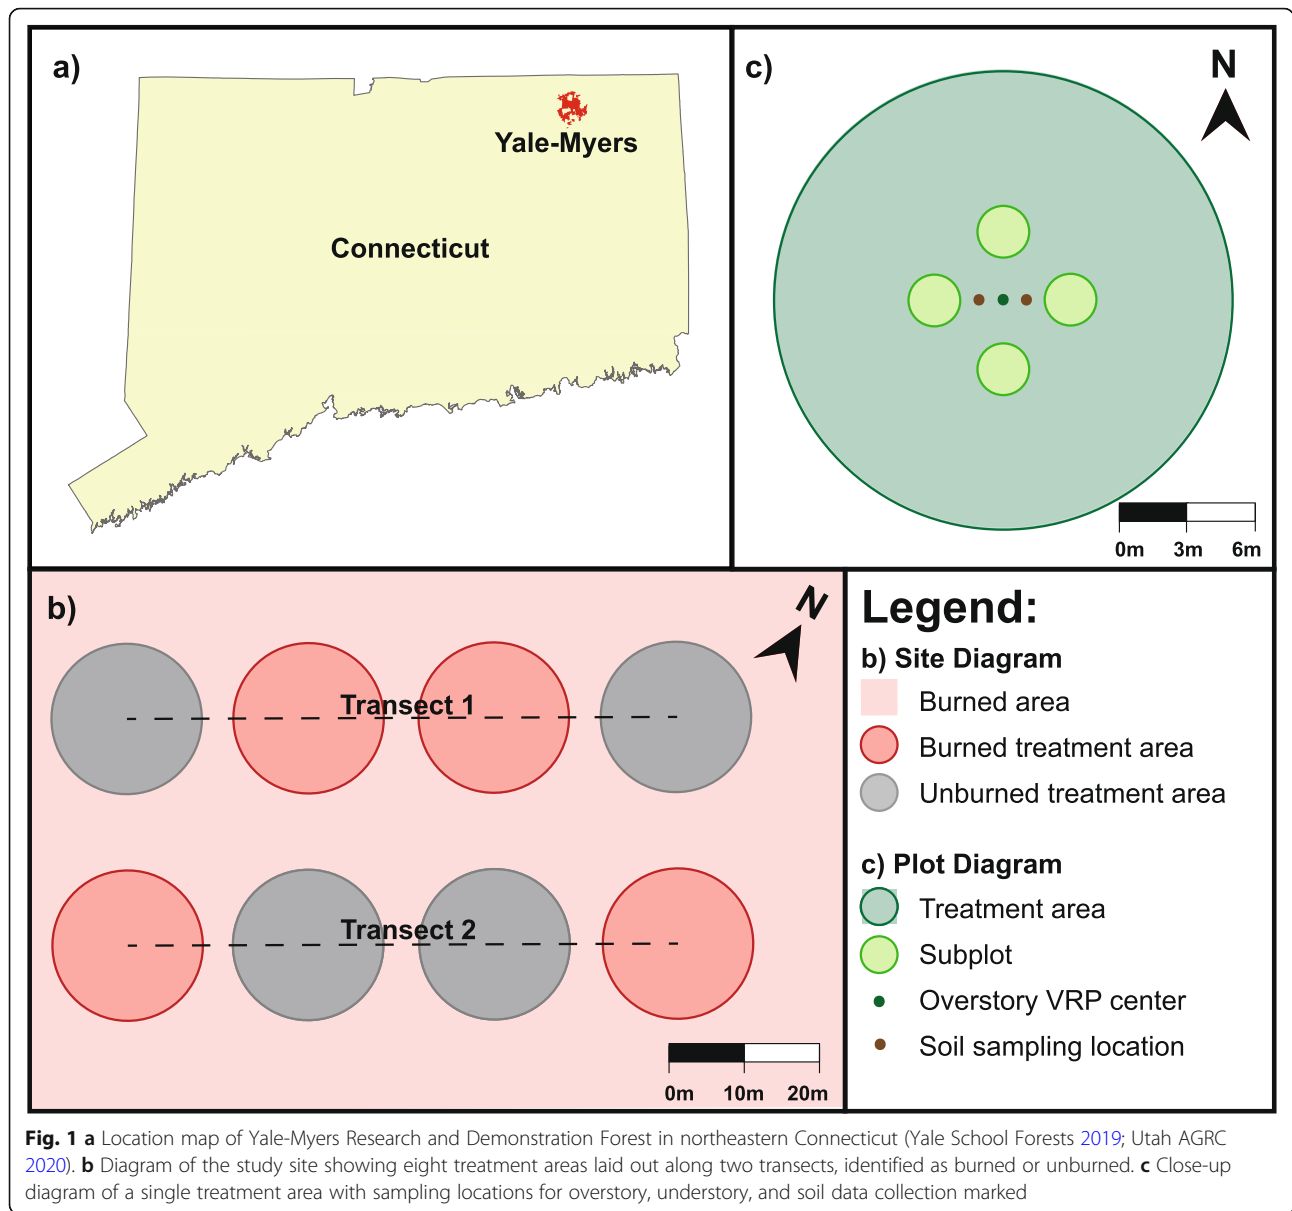 a)
Yale-Myers
Connecticut
c)
N
0m 3m 6m
b)
N
Transect 1
Transect 2
0m 10m 20m
Legend:
b) Site Diagram
Burned area
Burned treatment area
Unburned treatment area
c) Plot Diagram
Treatment area
Subplot
Overstory VRP center
Soil sampling location
Fig. 1 a Location map of Yale-Myers Research and Demonstration Forest in northeastern Connecticut (Yale School Forests 2019; Utah AGRC
2020). b Diagram of the study site showing eight treatment areas laid out along two transects, identified as burned or unburned. c Close-up
diagram of a single treatment area with sampling locations for overstory, understory, and soil data collection marked